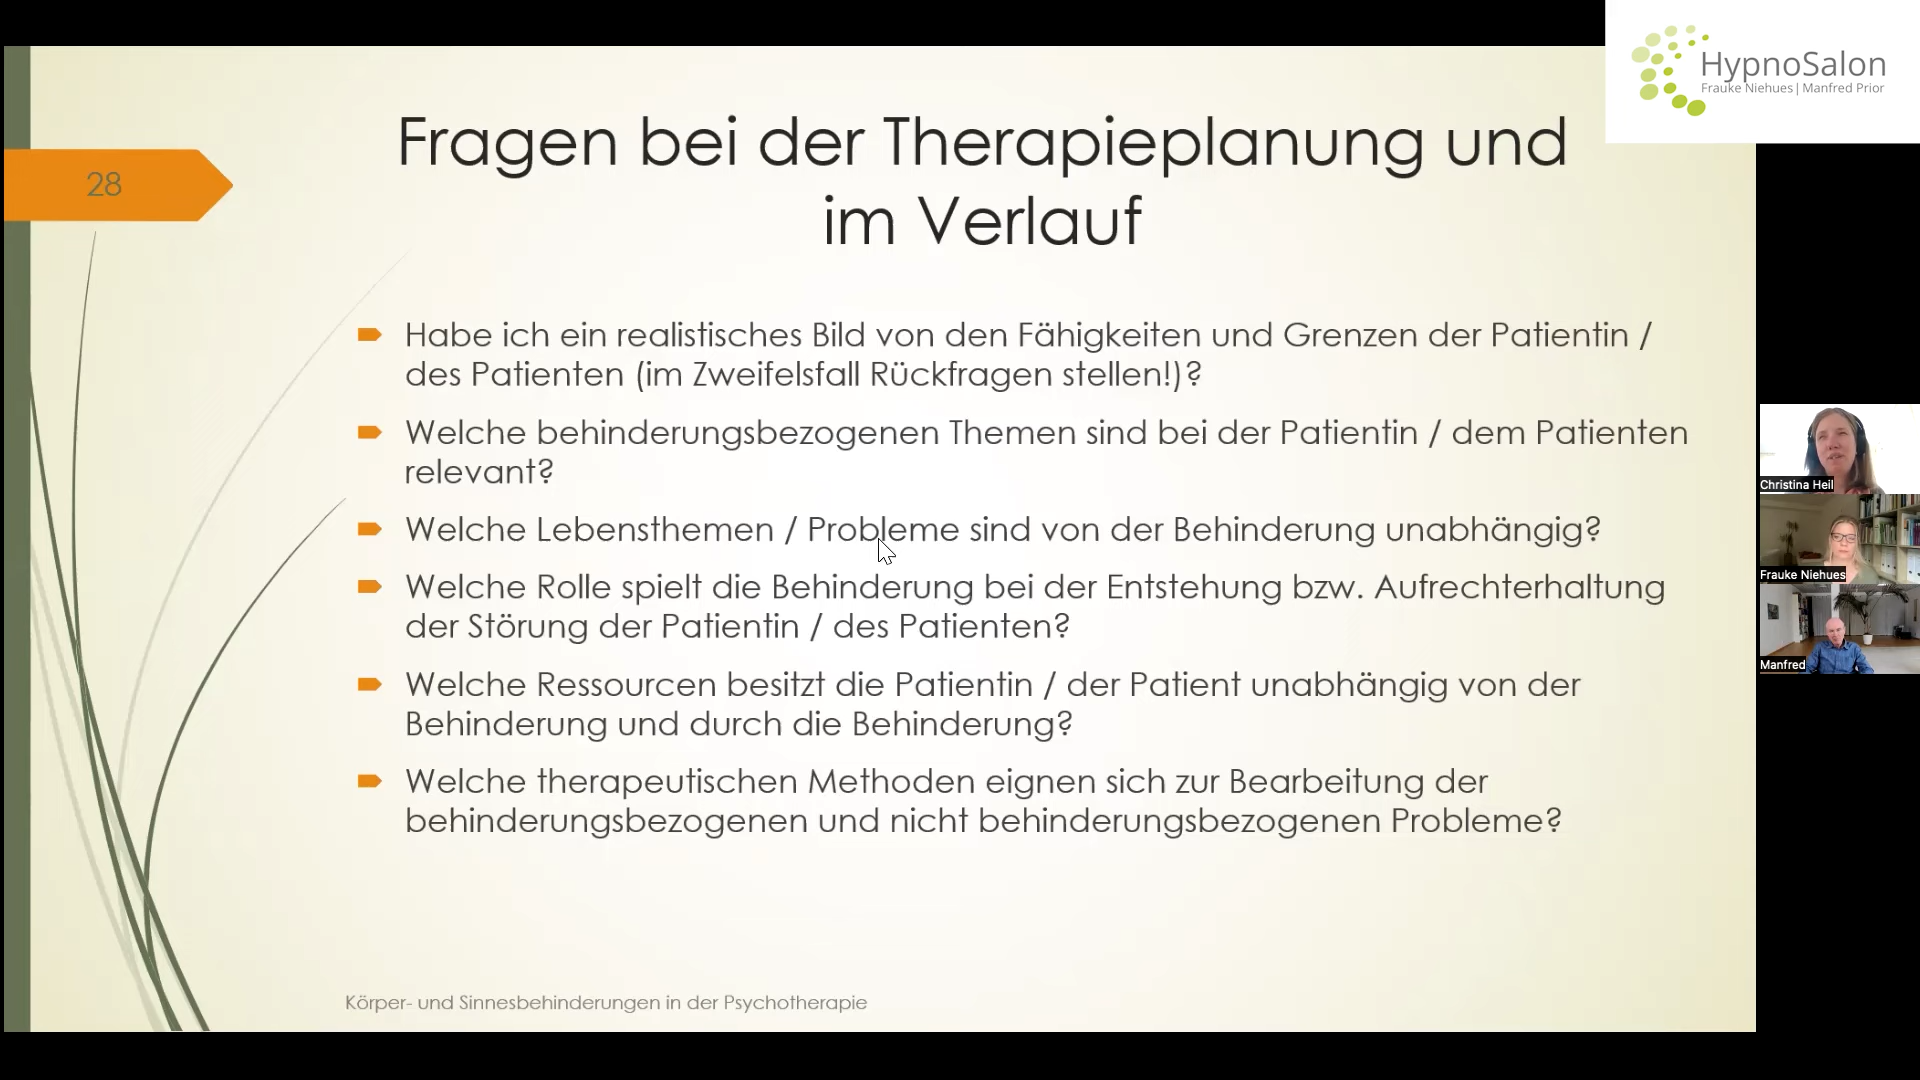 HypnoSalon
Frauke Niehues | Manfred Prior
28
Fragen bei der Therapieplanung und
im Verlauf
Habe ich ein realistisches Bild von den Fähigkeiten und Grenzen der Patientin /
des Patienten (im Zweifelsfall Rückfragen stellen!)?
Welche behinderungsbezogenen Themen sind bei der Patientin / dem Patienten
relevant?
Welche Lebensthemen / Probleme sind von der Behinderung unabhängig?
Welche Rolle spielt die Behinderung bei der Entstehung bzw. Aufrechterhaltung
der Störung der Patientin / des Patienten?
Welche Ressourcen besitzt die Patientin / der Patient unabhängig von der
Behinderung und durch die Behinderung?
Welche therapeutischen Methoden eignen sich zur Bearbeitung der
behinderungsbezogenen und nicht behinderungsbezogenen Probleme?
Körper- und Sinnesbehinderungen in der Psychotherapie
Christina Heil
Frauke Niehues
Manfred